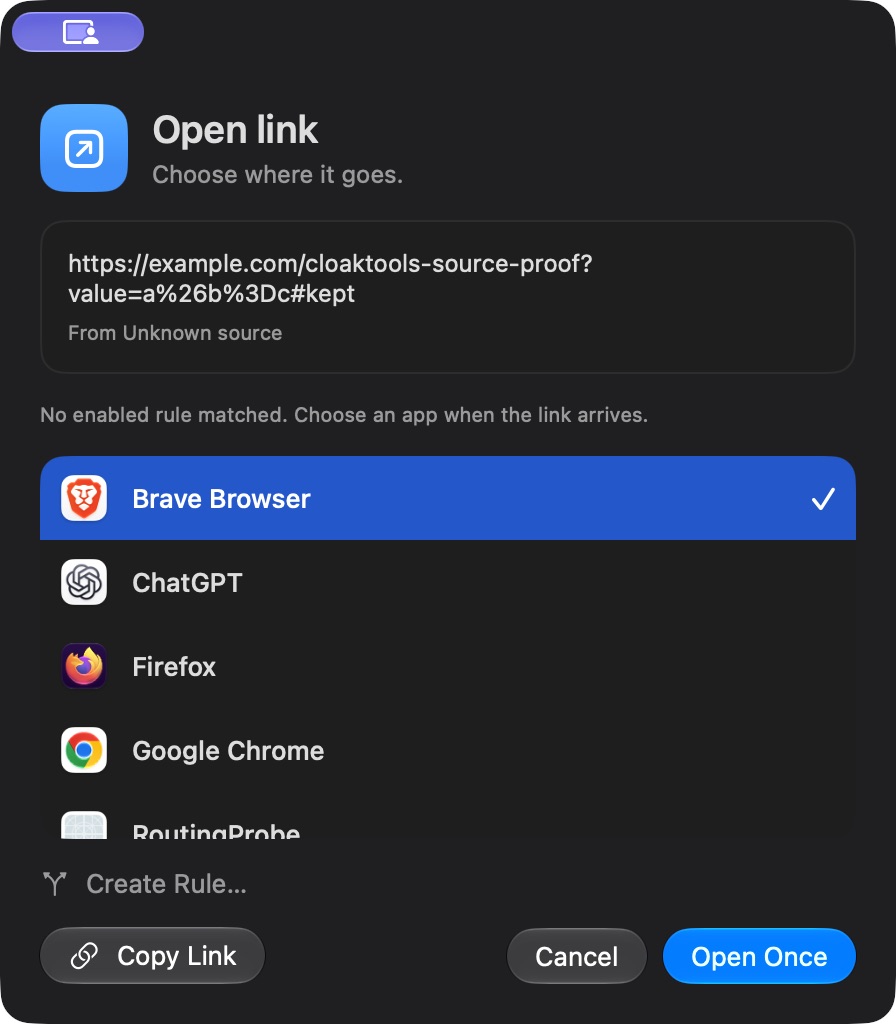 Open link
Choose where it goes.
https://example.com/cloaktools-source-proof?
value=a%26b%3Dc#kept
From Unknown source
No enabled rule matched. Choose an app when the link arrives.
Brave Browser
ChatGPT
Firefox
Google Chrome
RoutingProbe
Create Rule...
Copy Link
Cancel
Open Once